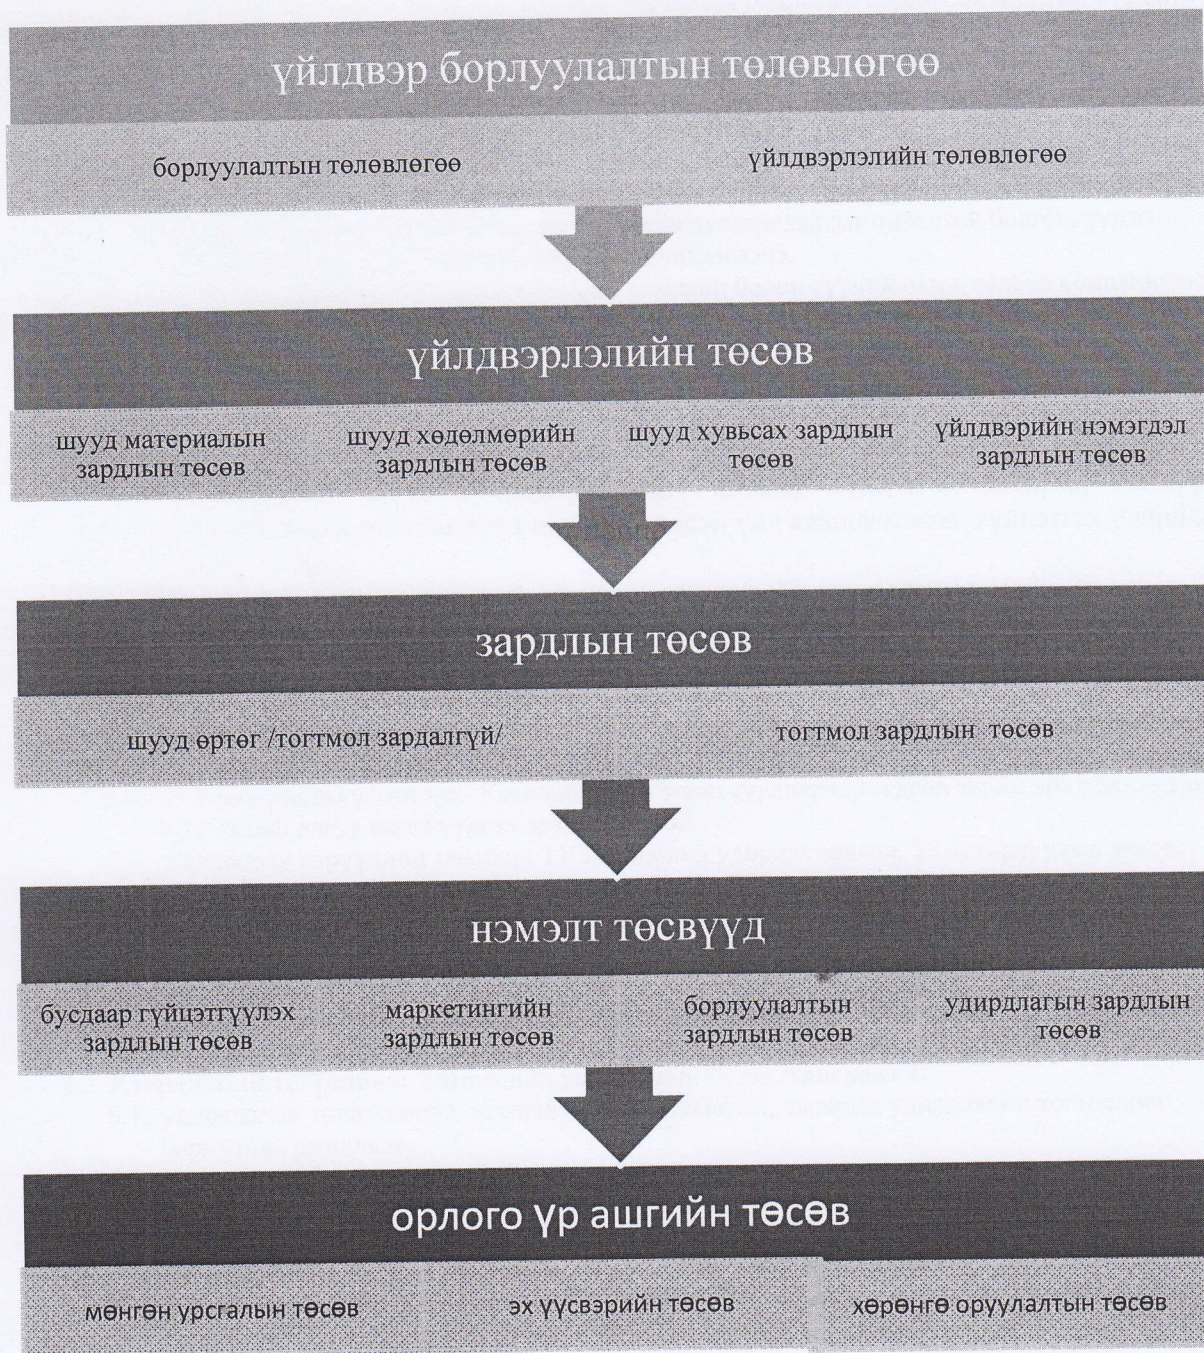 үйлдвэр борлуулалтын төлөвлөгөө
борлуулалтын төлөвлөгөө
үйлдвэрлэлийн төлөвлөгөө
үйлдвэрлэлийн төсөв
шууд материалын
зардлын төсөв
шууд хөдөлмөрийн
зардлын төсөв
шууд хувьсах зардлын
төсөв
үйлдвэрийн нэмэгдэл
зардлын төсөв
зардлын төсөв
шууд өртөг /тогтмол зардалгүй/
тогтмол зардлын төсөв
нэмэлт төсвүүд
бусдаар гүйцэтгүүлэх
зардлын төсөв
маркетингийн
зардлын төсөв
борлуулалтын
зардлын төсөв
удирдлагын зардлын
төсөв
орлого үр ашгийн төсөв
мөнгөн урсгалын төсөв
эх үүсвэрийн төсөв
хөрөнгө оруулалтын төсөв